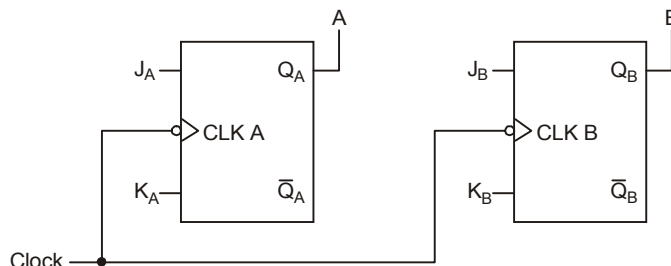 A
B
J_A
Q_A
J_B
Q_B
CLK A
CLK B
K_A
Q̅_A
K_B
Q̅_B
Clock